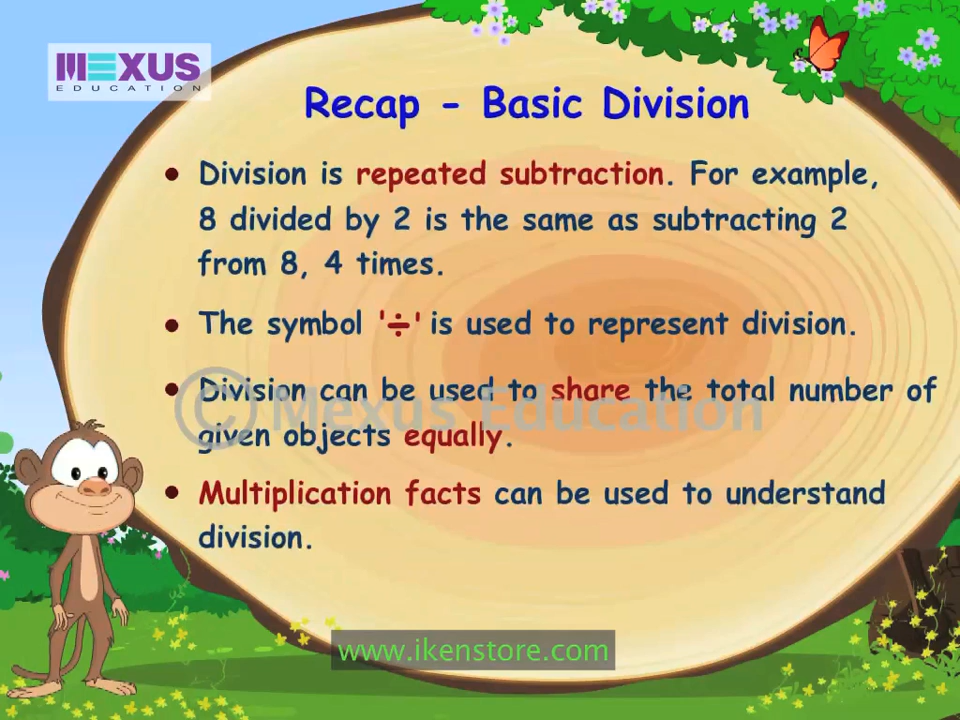 MEXUS
EDUCATION
Recap - Basic Division
• Division is repeated subtraction. For example,
8 divided by 2 is the same as subtracting 2
from 8, 4 times.
• The symbol '÷' is used to represent division.
• Division can be used to share the total number of
© Mexus Education
given objects equally.
• Multiplication facts can be used to understand
division.
www.ikenstore.com